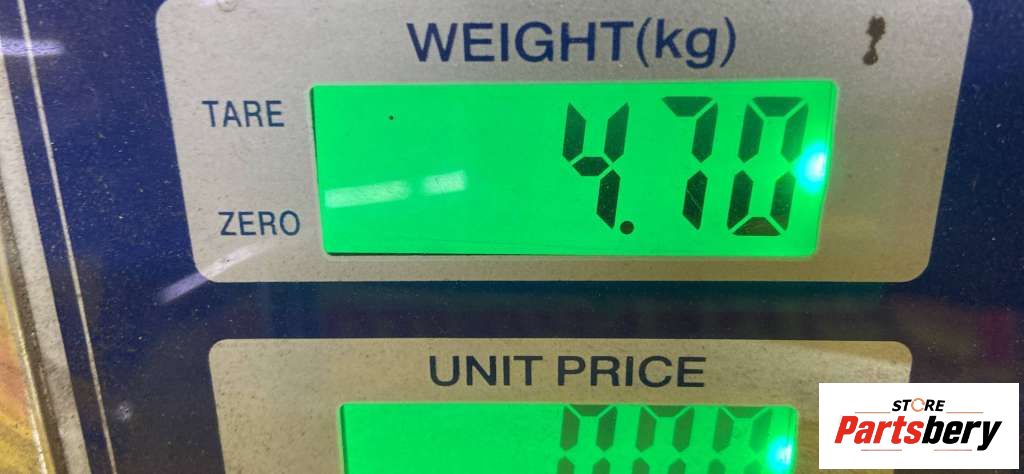 WEIGHT(kg)
TARE
4.70
ZERO
UNIT PRICE
STORE
Partsbery